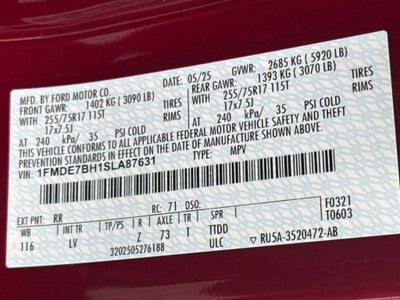 MFD. BY FORD MOTOR CO.
05/25 GVWR: 2685 KG ( 5920 LB)
FRONT GAWR: 1402 KG ( 3090 LB) REAR GAWR: 1393 KG ( 3070 LB)
255/75R17 115T TIRES 255/75R17 115T TIRES
17x7.5J RIMS 17x7.5J RIMS
AT 240 kPa/ 35 PSI COLD AT 240 kPa/ 35 PSI COLD
THIS VEHICLE CONFORMS TO ALL APPLICABLE FEDERAL MOTOR VEHICLE SAFETY AND THEFT PREVENTION STANDARDS IN EFFECT ON THE DATE OF MANUFACTURE SHOWN ABOVE.
VIN: 1FMDE7BH1SLA87631
F0321
T0603
EXT PNT: RR RC: 71 DSO:
WB BRK INT TR TP/PS R AXLE TR SPR
116 LV Z 73 T TTDD
3202505276188 ULC RU5A-3520472-AB